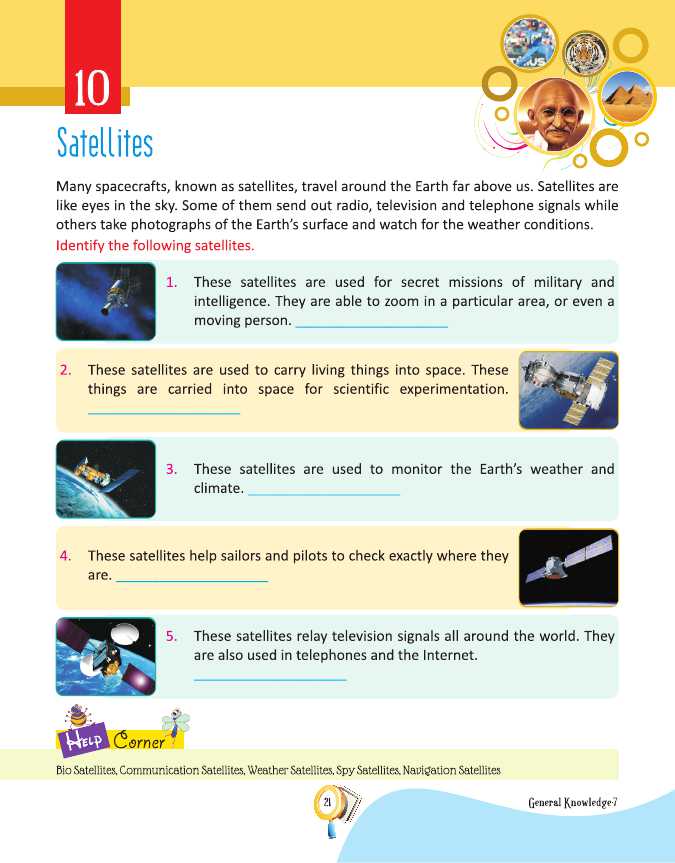 10
Satellites
Many spacecrafts, known as satellites, travel around the Earth far above us. Satellites are
like eyes in the sky. Some of them send out radio, television and telephone signals while
others take photographs of the Earth's surface and watch for the weather conditions.
Identify the following satellites.
1. These satellites are used for secret missions of military and
intelligence. They are able to zoom in a particular area, or even a
moving person.
2. These satellites are used to carry living things into space. These
things are carried into space for scientific experimentation.
3. These satellites are used to monitor the Earth's weather and
climate.
4. These satellites help sailors and pilots to check exactly where they
are.
5. These satellites relay television signals all around the world. They
are also used in telephones and the Internet.
Help Corner
Bio Satellites, Communication Satellites, Weather Satellites, Spy Satellites, Navigation Satellites
21
General Knowledge-7